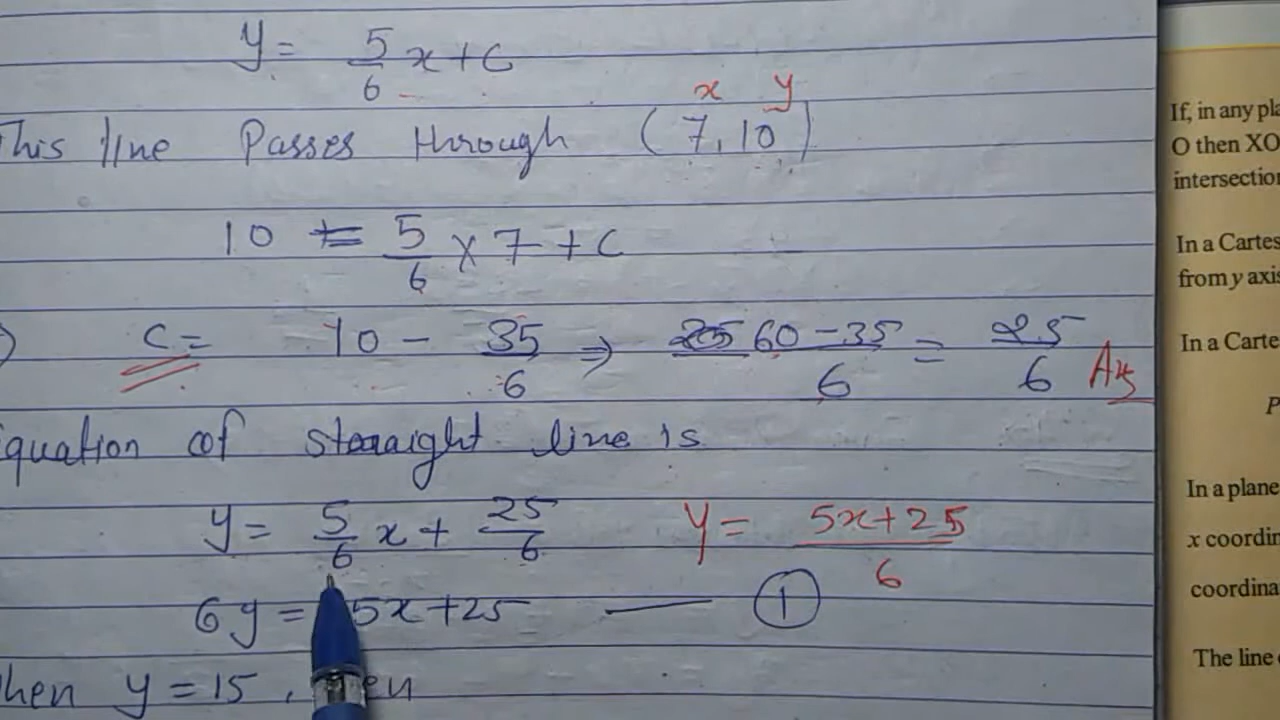 y = 5/6 x + c
x y
This line Passes through (7, 10)
10 = 5/6 × 7 + c
c = 10 - 35/6 ⇒ 60 - 35/6 = 25/6 Ans
Equation of straight line is
y = 5/6 x + 25/6 y = 5x + 25/6
6y = 5x + 25 — ①
When y = 15,
If, in any pla
O then XO
intersection
In a Cartes
from y axis
In a Carte
P
In a plane
x coordin
coordina
The line